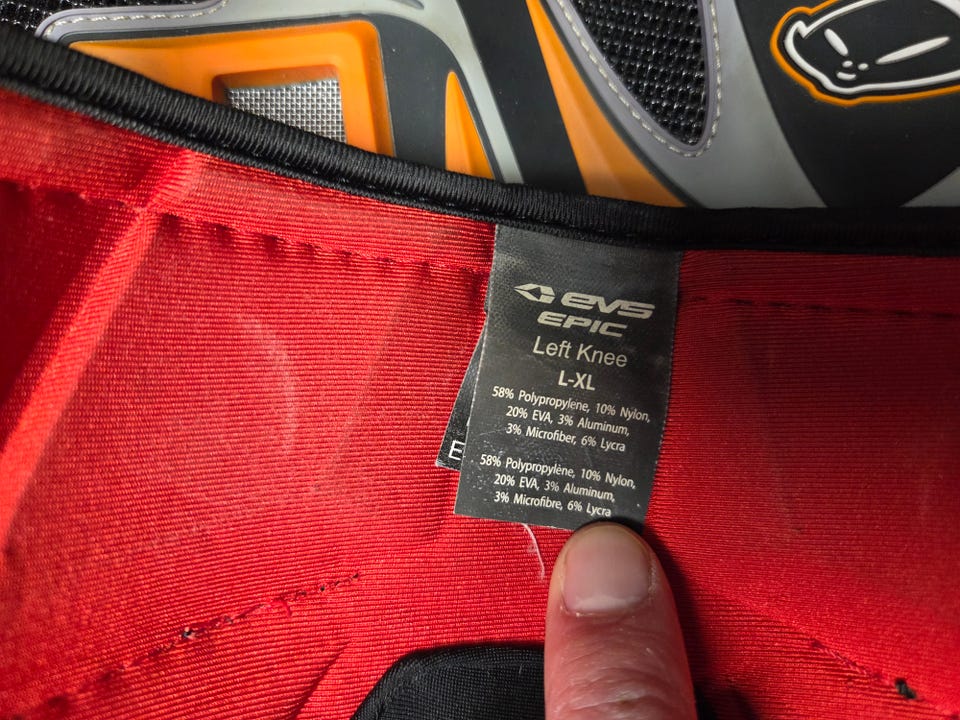 evs
EPIC
Left Knee
L-XL
58% Polypropylene, 10% Nylon,
20% EVA, 3% Aluminum,
3% Microfiber, 6% Lycra
58% Polypropylène, 10% Nylon,
20% EVA, 3% Aluminum,
3% Microfibre, 6% Lycra
E